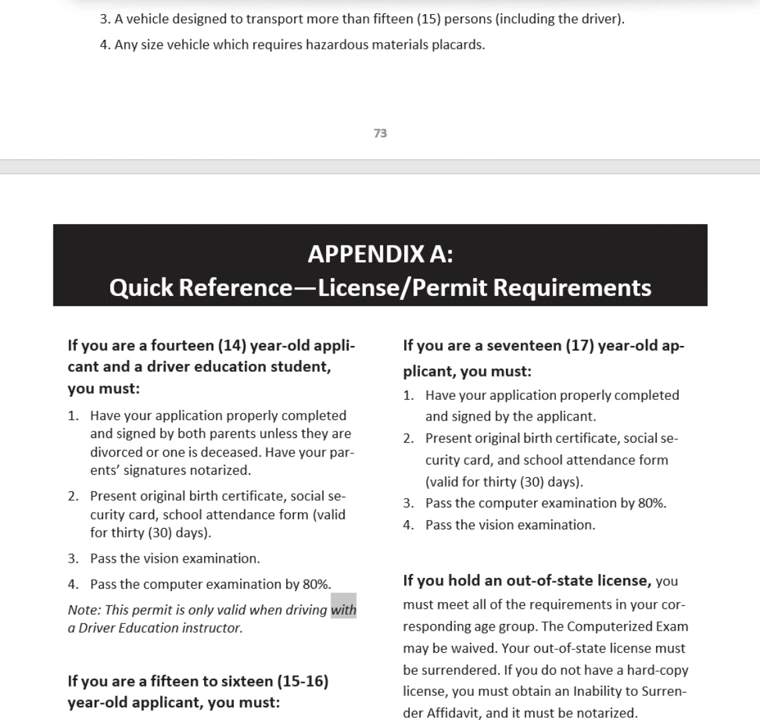 3. A vehicle designed to transport more than fifteen (15) persons (including the driver).
4. Any size vehicle which requires hazardous materials placards.
73
APPENDIX A:
Quick Reference—License/Permit Requirements
If you are a fourteen (14) year-old appli-
cant and a driver education student,
you must:
1. Have your application properly completed
and signed by both parents unless they are
divorced or one is deceased. Have your par-
ents’ signatures notarized.
2. Present original birth certificate, social se-
curity card, school attendance form (valid
for thirty (30) days).
3. Pass the vision examination.
4. Pass the computer examination by 80%.
Note: This permit is only valid when driving with
a Driver Education instructor.
If you are a fifteen to sixteen (15-16)
year-old applicant, you must:
If you are a seventeen (17) year-old ap-
plicant, you must:
1. Have your application properly completed
and signed by the applicant.
2. Present original birth certificate, social se-
curity card, and school attendance form
(valid for thirty (30) days).
3. Pass the computer examination by 80%.
4. Pass the vision examination.
If you hold an out-of-state license, you
must meet all of the requirements in your cor-
responding age group. The Computerized Exam
may be waived. Your out-of-state license must
be surrendered. If you do not have a hard-copy
license, you must obtain an Inability to Surren-
der Affidavit, and it must be notarized.